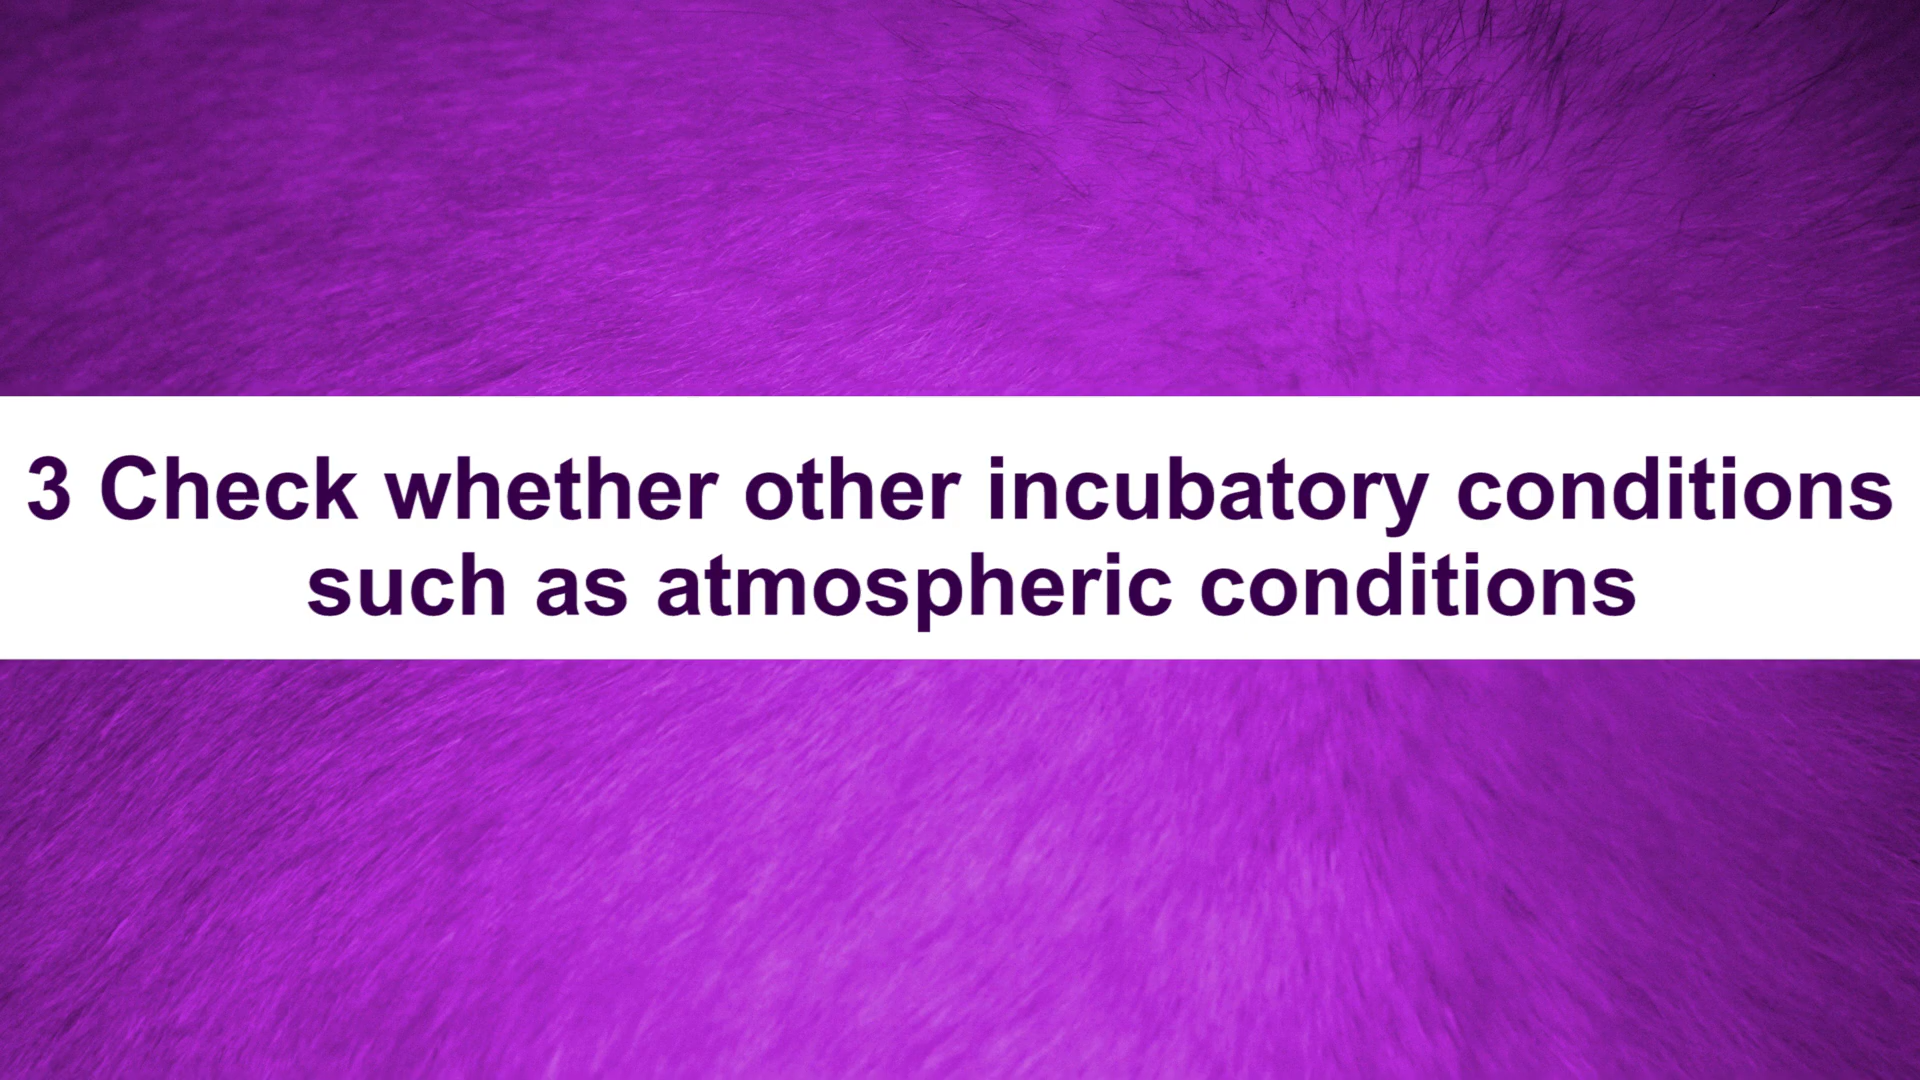 3 Check whether other incubatory conditions
such as atmospheric conditions